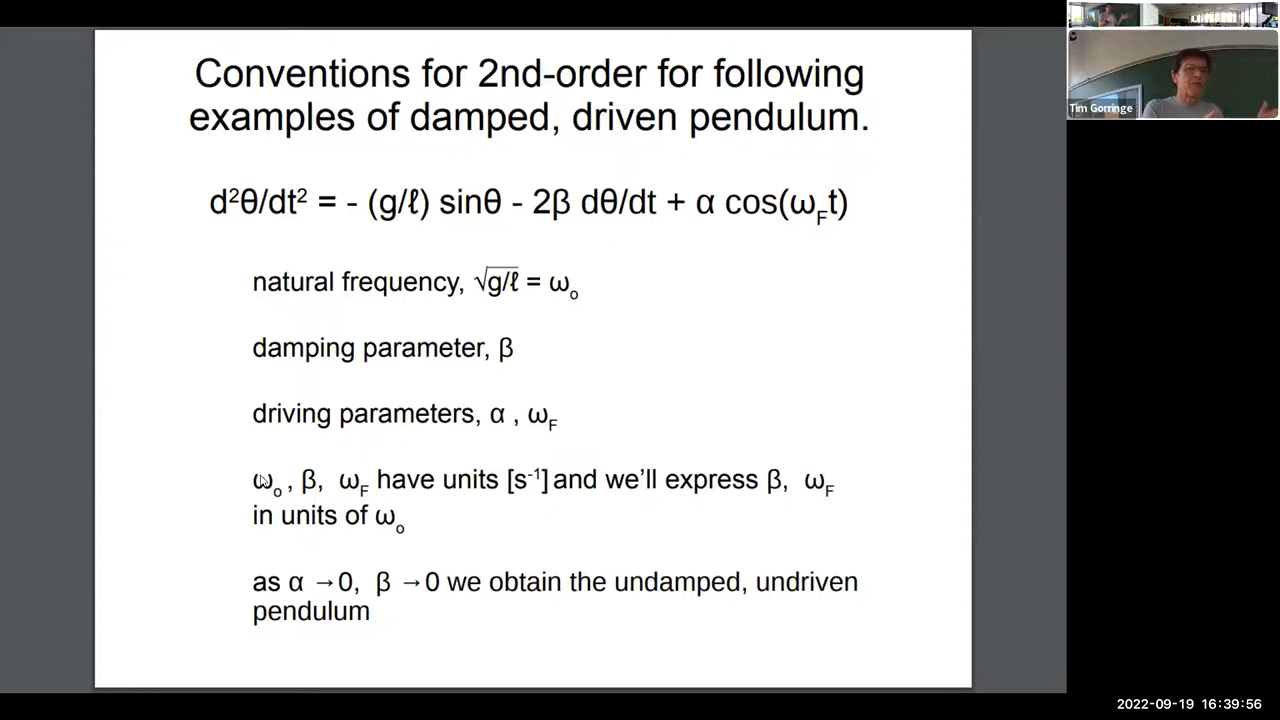 Conventions for 2nd-order for following
examples of damped, driven pendulum.
d²θ/dt² = - (g/ℓ) sinθ - 2β dθ/dt + α cos(ω_F t)
natural frequency, √g/ℓ = ω_o
damping parameter, β
driving parameters, α , ω_F
ω_o , β, ω_F have units [s⁻¹] and we'll express β, ω_F
in units of ω_o
as α →0, β →0 we obtain the undamped, undriven
pendulum
Tim Gorringe
2022-09-19 16:39:56